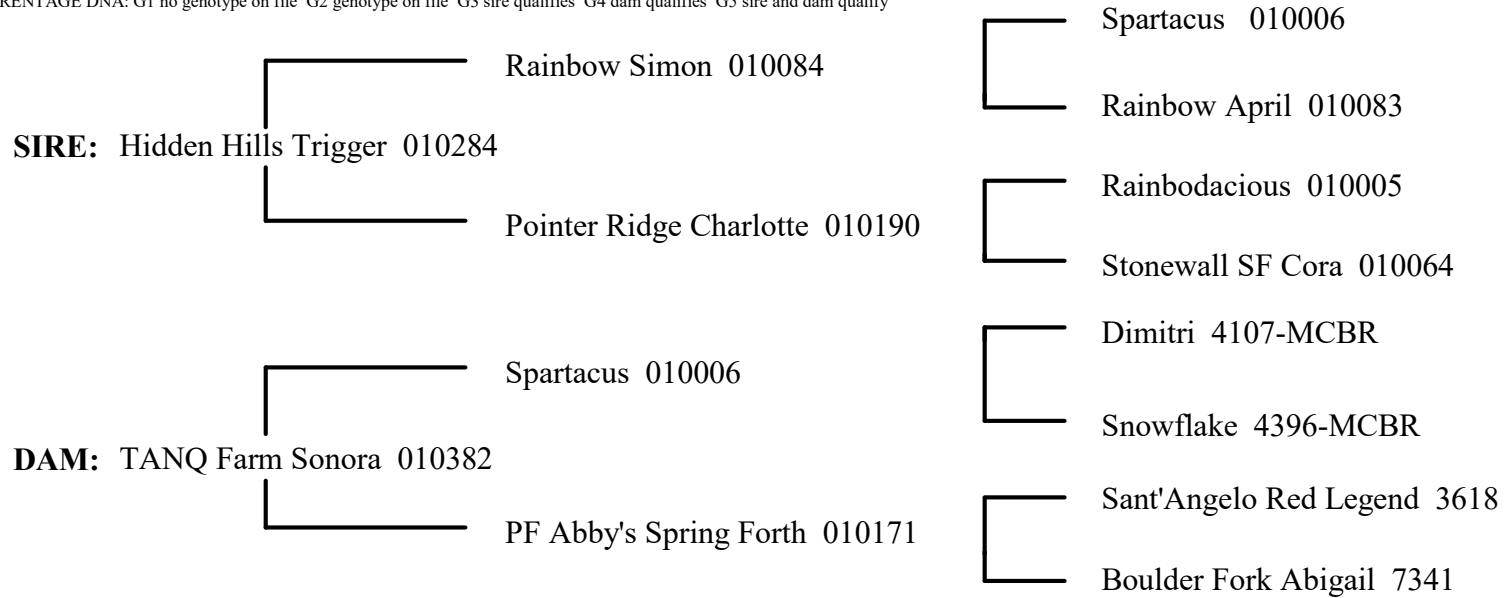 RENTAGE DNA: G1 no genotype on file G2 genotype on file G3 sire qualifies G4 dam qualifies G5 sire and dam qualify
Spartacus 010006
Rainbow Simon 010084
Rainbow April 010083
SIRE: Hidden Hills Trigger 010284
Rainbodacious 010005
Pointer Ridge Charlotte 010190
Stonewall SF Cora 010064
Dimitri 4107-MCBR
Spartacus 010006
Snowflake 4396-MCBR
DAM: TANQ Farm Sonora 010382
Sant'Angelo Red Legend 3618
PF Abby's Spring Forth 010171
Boulder Fork Abigail 7341